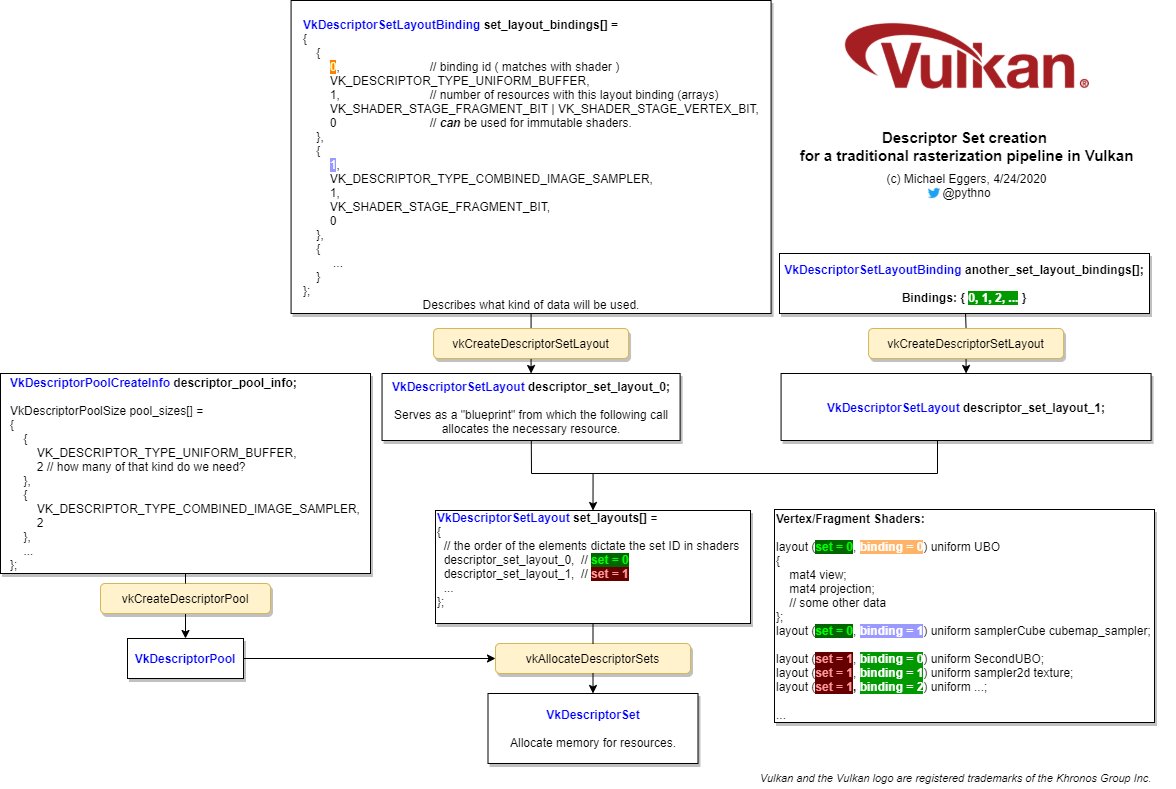 VkDescriptorSetLayoutBinding set_layout_bindings[] =
{
{
0, // binding id ( matches with shader )
VK_DESCRIPTOR_TYPE_UNIFORM_BUFFER,
1, // number of resources with this layout binding (arrays)
VK_SHADER_STAGE_FRAGMENT_BIT | VK_SHADER_STAGE_VERTEX_BIT,
0 // can be used for immutable shaders.
},
{
1,
VK_DESCRIPTOR_TYPE_COMBINED_IMAGE_SAMPLER,
1,
VK_SHADER_STAGE_FRAGMENT_BIT,
0
},
{
...
}
};
Describes what kind of data will be used.
Vulkan®
Descriptor Set creation
for a traditional rasterization pipeline in Vulkan
(c) Michael Eggers, 4/24/2020
@pythno
VkDescriptorSetLayoutBinding another_set_layout_bindings[];
Bindings: { 0, 1, 2, ... }
vkCreateDescriptorSetLayout
vkCreateDescriptorSetLayout
VkDescriptorPoolCreateInfo descriptor_pool_info;
VkDescriptorPoolSize pool_sizes[] =
{
{
VK_DESCRIPTOR_TYPE_UNIFORM_BUFFER,
2 // how many of that kind do we need?
},
{
VK_DESCRIPTOR_TYPE_COMBINED_IMAGE_SAMPLER,
2
},
...
};
VkDescriptorSetLayout descriptor_set_layout_0;
Serves as a "blueprint" from which the following call
allocates the necessary resource.
VkDescriptorSetLayout descriptor_set_layout_1;
VkDescriptorSetLayout set_layouts[] =
{
// the order of the elements dictate the set ID in shaders
descriptor_set_layout_0, // set = 0
descriptor_set_layout_1, // set = 1
...
};
Vertex/Fragment Shaders:
layout (set = 0, binding = 0) uniform UBO
{
mat4 view;
mat4 projection;
// some other data
};
layout (set = 0, binding = 1) uniform samplerCube cubemap_sampler;
layout (set = 1, binding = 0) uniform SecondUBO;
layout (set = 1, binding = 1) uniform sampler2d texture;
layout (set = 1, binding = 2) uniform ...;
...
vkCreateDescriptorPool
VkDescriptorPool
vkAllocateDescriptorSets
VkDescriptorSet
Allocate memory for resources.
Vulkan and the Vulkan logo are registered trademarks of the Khronos Group Inc.